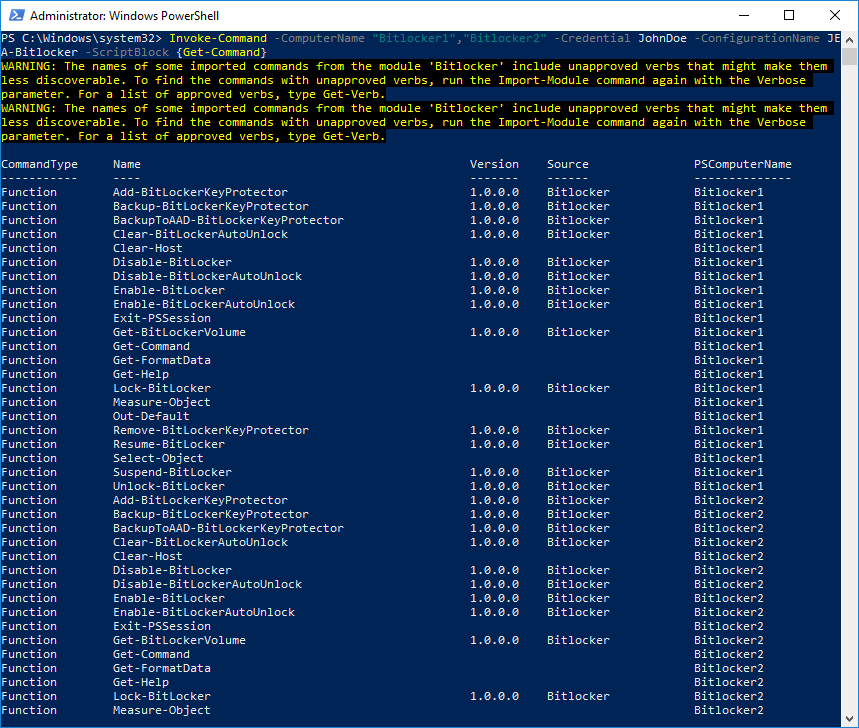 Administrator: Windows PowerShell
PS C:\Windows\system32> Invoke-Command -ComputerName "Bitlocker1","Bitlocker2" -Credential JohnDoe -ConfigurationName JE
A-Bitlocker -ScriptBlock {Get-Command}
WARNING: The names of some imported commands from the module 'Bitlocker' include unapproved verbs that might make them
less discoverable. To find the commands with unapproved verbs, run the Import-Module command again with the Verbose
parameter. For a list of approved verbs, type Get-Verb.
WARNING: The names of some imported commands from the module 'Bitlocker' include unapproved verbs that might make them
less discoverable. To find the commands with unapproved verbs, run the Import-Module command again with the Verbose
parameter. For a list of approved verbs, type Get-Verb.
CommandType Name Version Source PSComputerName
----------- ---- ------- ------ --------------
Function Add-BitLockerKeyProtector 1.0.0.0 Bitlocker Bitlocker1
Function Backup-BitLockerKeyProtector 1.0.0.0 Bitlocker Bitlocker1
Function BackupToAAD-BitLockerKeyProtector 1.0.0.0 Bitlocker Bitlocker1
Function Clear-BitLockerAutoUnlock 1.0.0.0 Bitlocker Bitlocker1
Function Clear-Host Bitlocker1
Function Disable-BitLocker 1.0.0.0 Bitlocker Bitlocker1
Function Disable-BitLockerAutoUnlock 1.0.0.0 Bitlocker Bitlocker1
Function Enable-BitLocker 1.0.0.0 Bitlocker Bitlocker1
Function Enable-BitLockerAutoUnlock 1.0.0.0 Bitlocker Bitlocker1
Function Exit-PSSession Bitlocker1
Function Get-BitLockerVolume 1.0.0.0 Bitlocker Bitlocker1
Function Get-Command Bitlocker1
Function Get-FormatData Bitlocker1
Function Get-Help Bitlocker1
Function Lock-BitLocker 1.0.0.0 Bitlocker Bitlocker1
Function Measure-Object Bitlocker1
Function Out-Default Bitlocker1
Function Remove-BitLockerKeyProtector 1.0.0.0 Bitlocker Bitlocker1
Function Resume-BitLocker 1.0.0.0 Bitlocker Bitlocker1
Function Select-Object Bitlocker1
Function Suspend-BitLocker 1.0.0.0 Bitlocker Bitlocker1
Function Unlock-BitLocker 1.0.0.0 Bitlocker Bitlocker1
Function Add-BitLockerKeyProtector 1.0.0.0 Bitlocker Bitlocker2
Function Backup-BitLockerKeyProtector 1.0.0.0 Bitlocker Bitlocker2
Function BackupToAAD-BitLockerKeyProtector 1.0.0.0 Bitlocker Bitlocker2
Function Clear-BitLockerAutoUnlock 1.0.0.0 Bitlocker Bitlocker2
Function Clear-Host Bitlocker2
Function Disable-BitLocker 1.0.0.0 Bitlocker Bitlocker2
Function Disable-BitLockerAutoUnlock 1.0.0.0 Bitlocker Bitlocker2
Function Enable-BitLocker 1.0.0.0 Bitlocker Bitlocker2
Function Enable-BitLockerAutoUnlock 1.0.0.0 Bitlocker Bitlocker2
Function Exit-PSSession Bitlocker2
Function Get-BitLockerVolume 1.0.0.0 Bitlocker Bitlocker2
Function Get-Command Bitlocker2
Function Get-FormatData Bitlocker2
Function Get-Help Bitlocker2
Function Lock-BitLocker 1.0.0.0 Bitlocker Bitlocker2
Function Measure-Object Bitlocker2